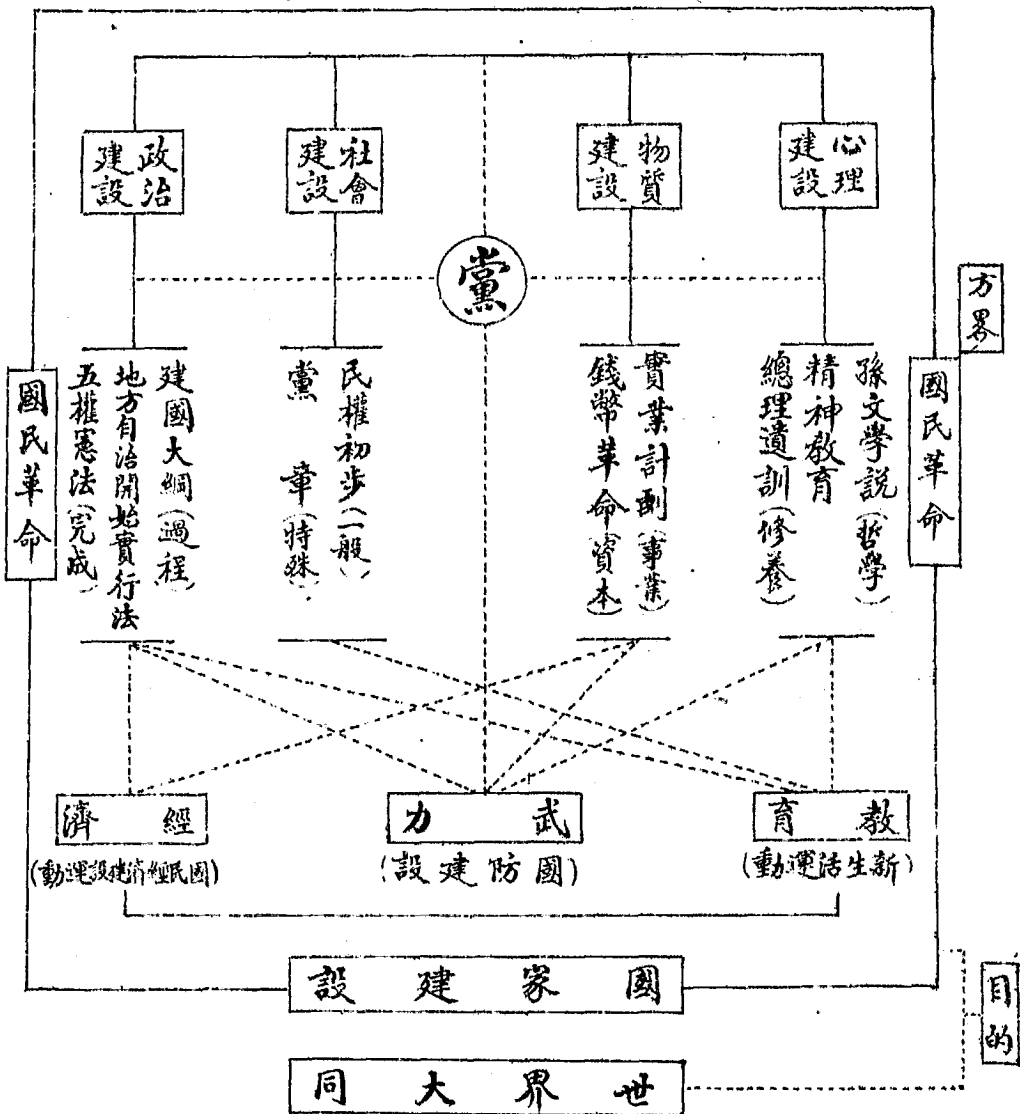 心理建設
物質建設
社會建設
政治建設
黨
方畧
國民革命
孫文學說(哲學)
精神教育
總理遺訓(修養)
實業計劃(事業)
錢幣革命(資本)
民權初步(一般)
黨章(特殊)
建國大綱(過程)
地方自治開始實行法
五權憲法(完成)
國民革命
教育
(新生活運動)
武力
(國防建設)
經濟
(國民經濟建設運動)
國家建設
目的
世界大同